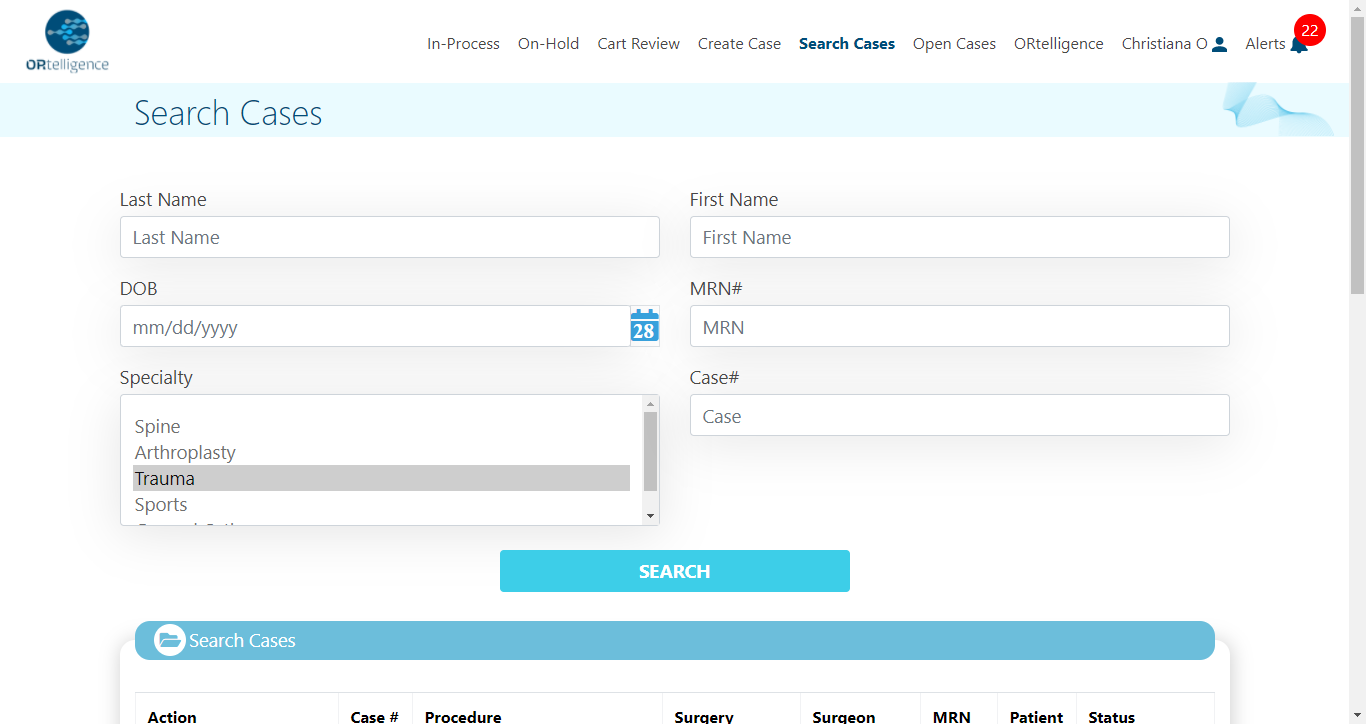 ORtelligence
In-Process On-Hold Cart Review Create Case Search Cases Open Cases ORtelligence Christiana O Alerts 22
Search Cases
Last Name First Name
Last Name First Name
DOB MRN#
mm/dd/yyyy 28 MRN
Specialty Case#
Case
Spine
Arthroplasty
Trauma
Sports
SEARCH
Search Cases
Action Case # Procedure Surgery Surgeon MRN Patient Status